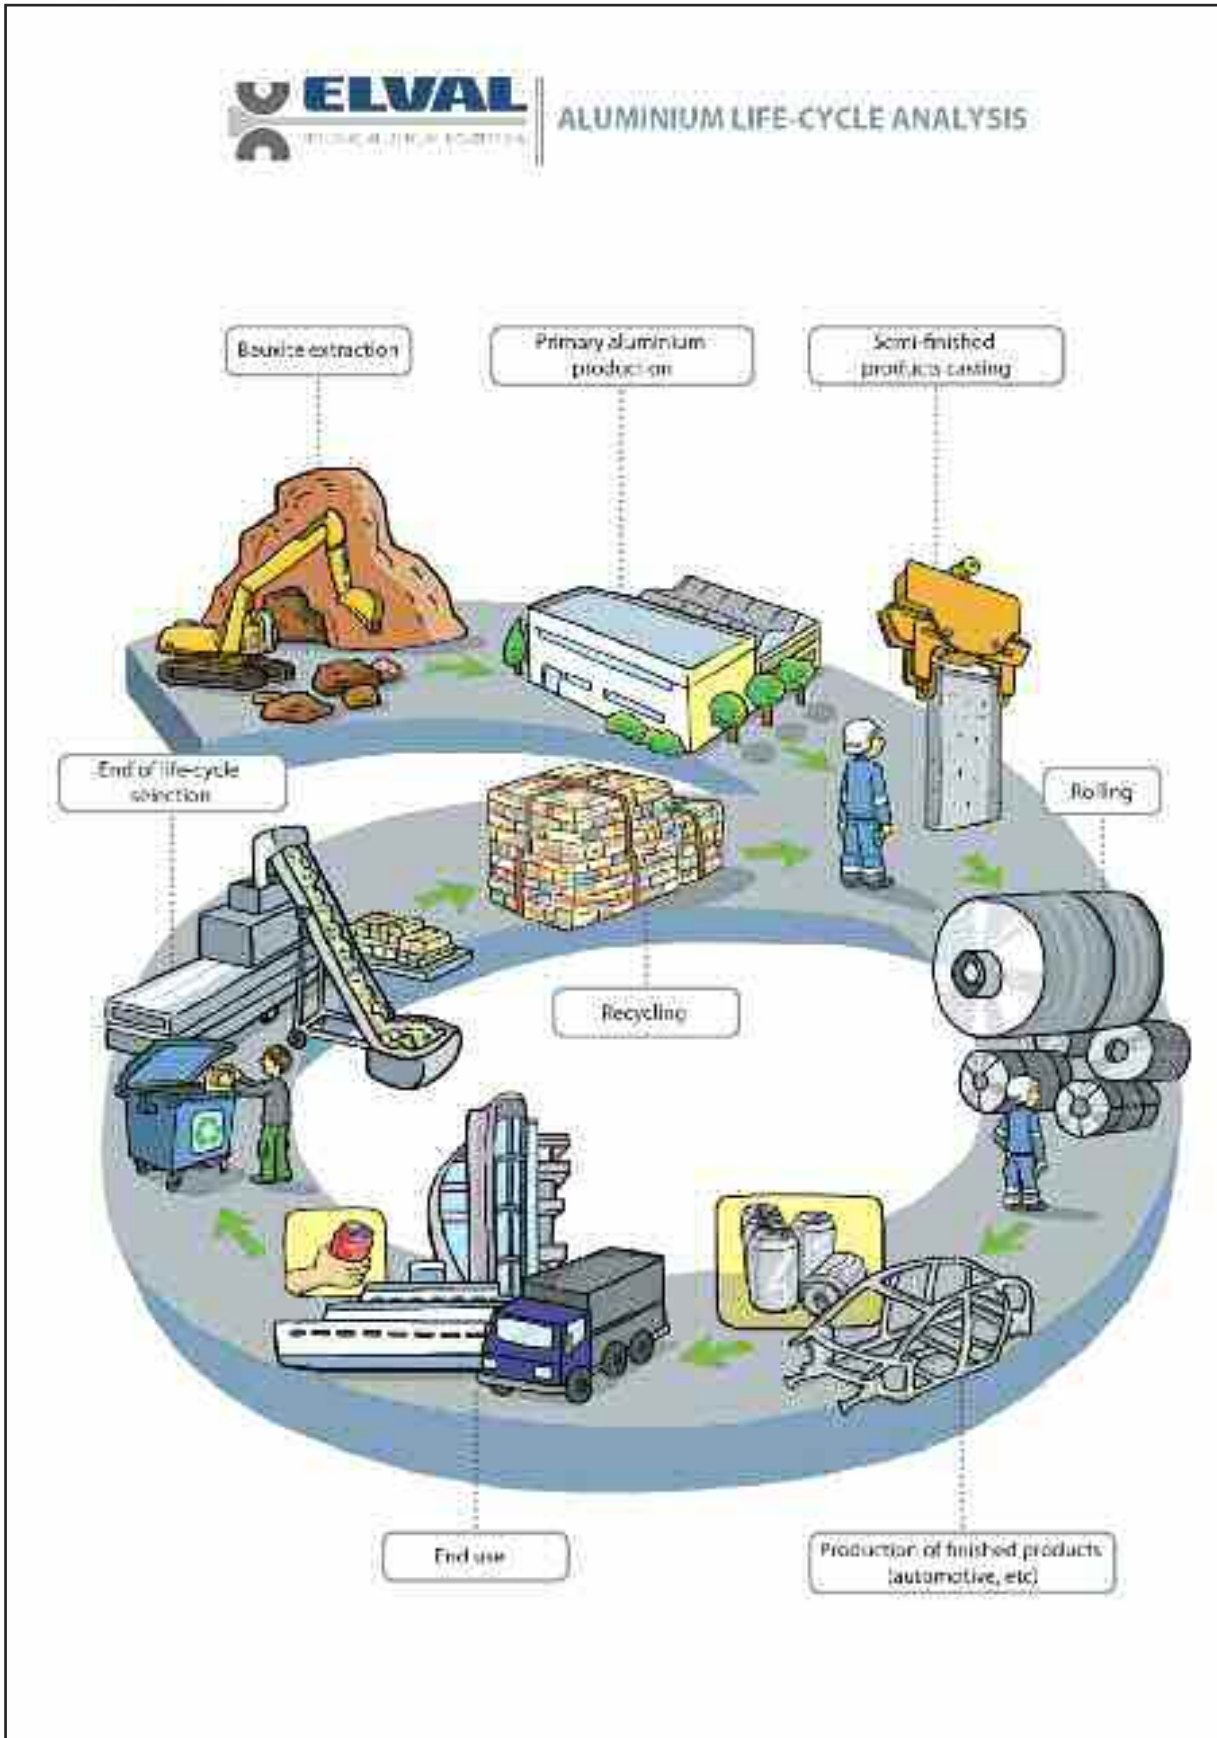 ELVAL
ALUMINIUM LIFE-CYCLE ANALYSIS
Bauxite extraction
Primary aluminium
production
Semi-finished
products casting
End of life-cycle
selection
Rolling
Recycling
End use
Production of finished products
(automotive, etc)